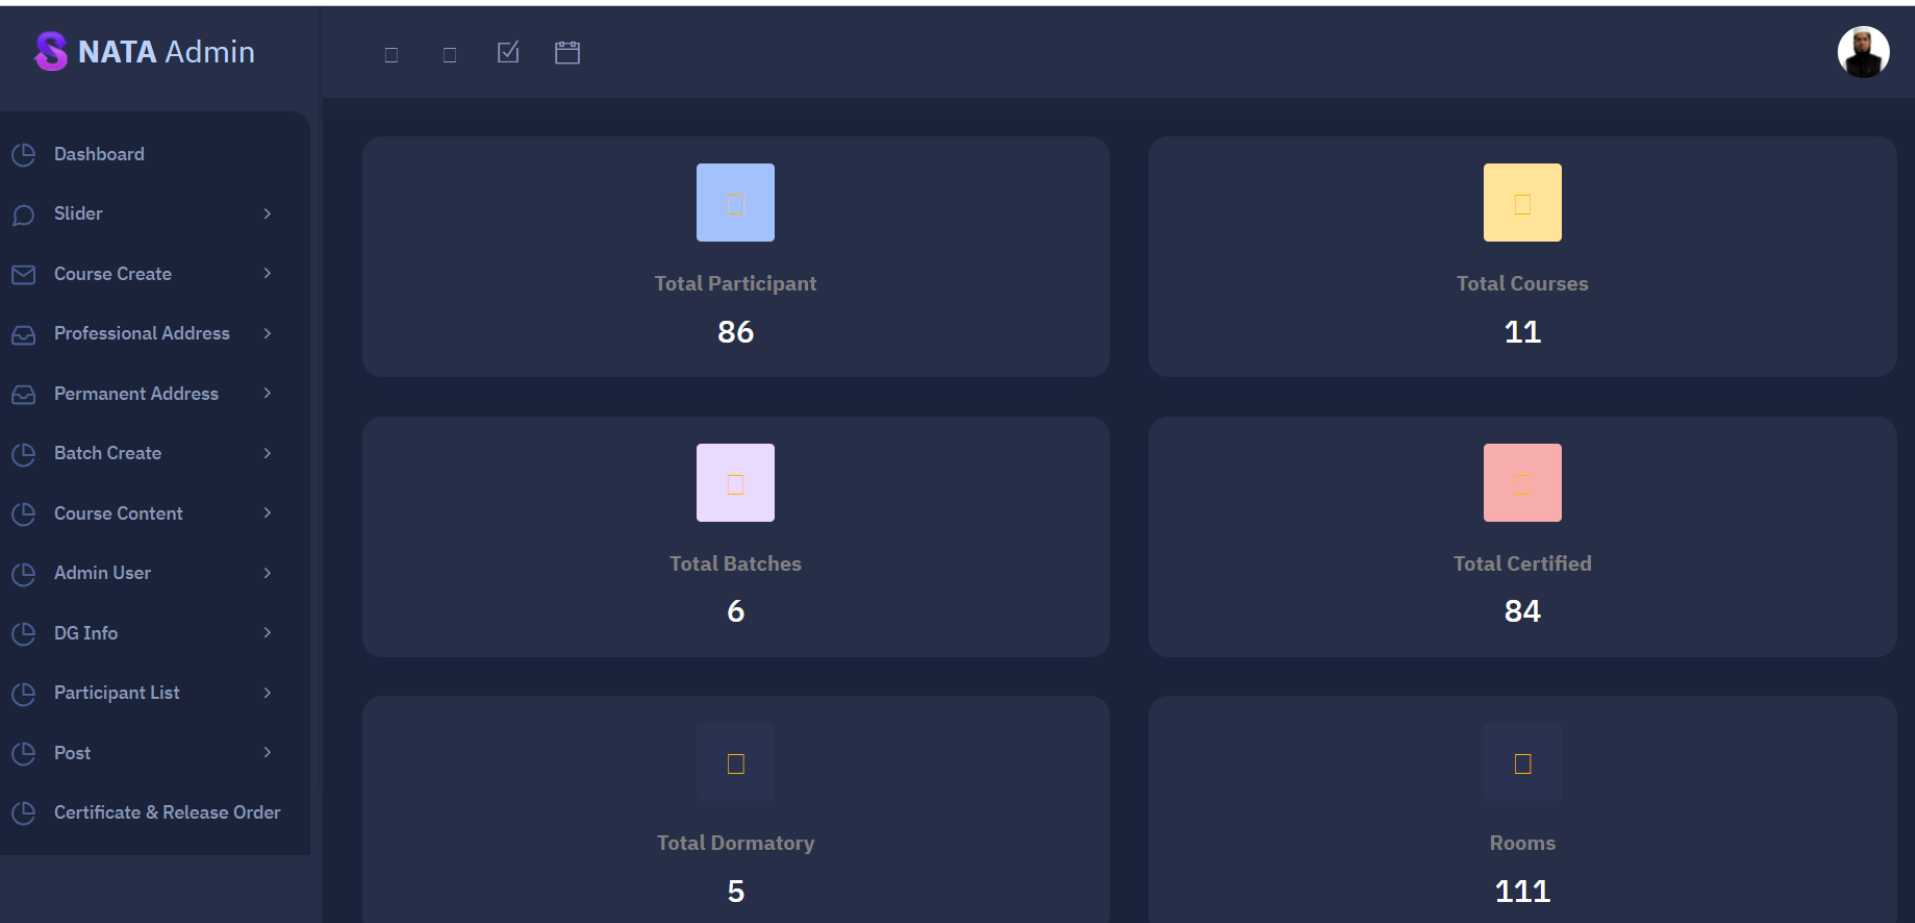 NATA Admin
Dashboard
Slider
Course Create
Professional Address
Permanent Address
Batch Create
Course Content
Admin User
DG Info
Participant List
Post
Certificate & Release Order
Total Participant
86
Total Courses
11
Total Batches
6
Total Certified
84
Total Dormatory
5
Rooms
111